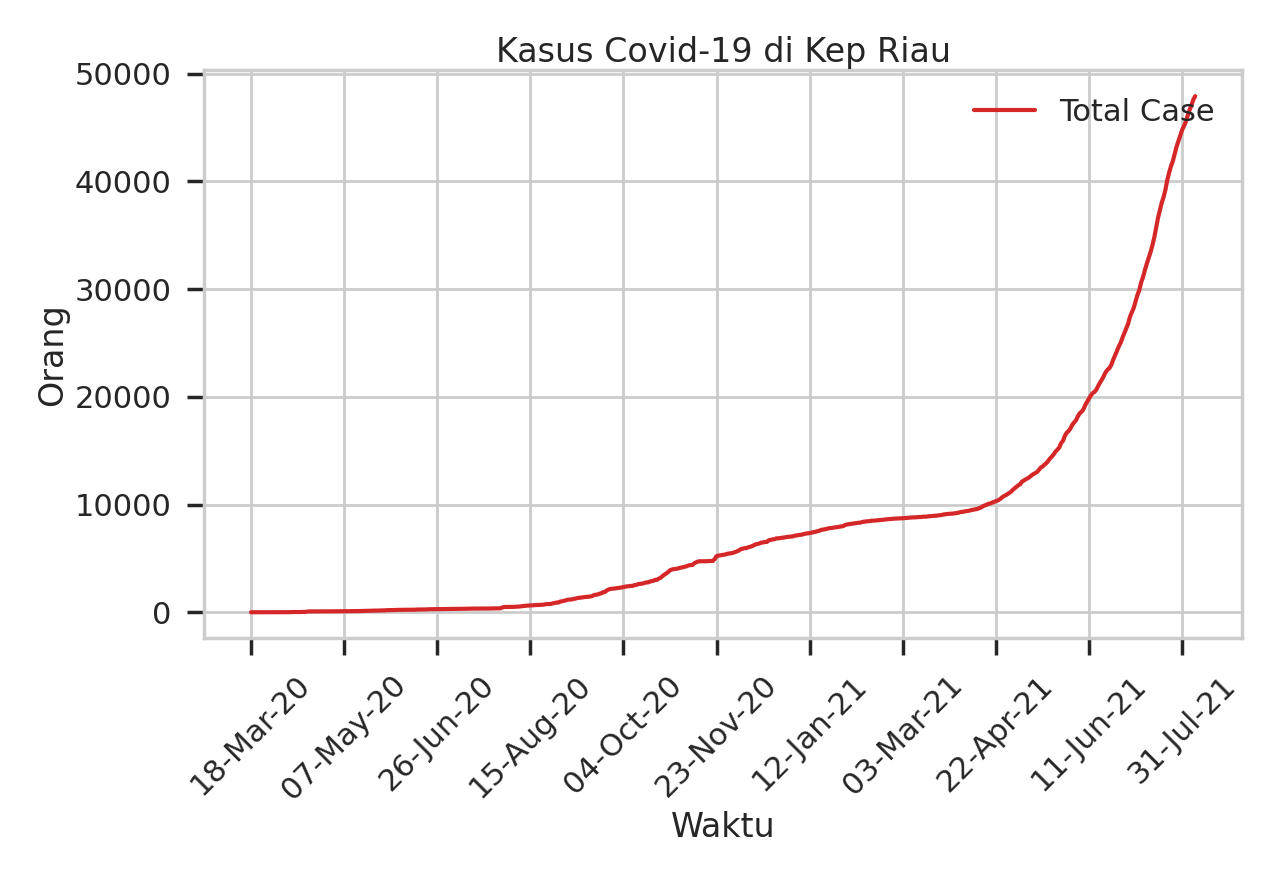 Kasus Covid-19 di Kep Riau
Total Case
Orang
50000
40000
30000
20000
10000
0
18-Mar-20
07-May-20
26-Jun-20
15-Aug-20
04-Oct-20
23-Nov-20
12-Jan-21
03-Mar-21
22-Apr-21
11-Jun-21
31-Jul-21
Waktu